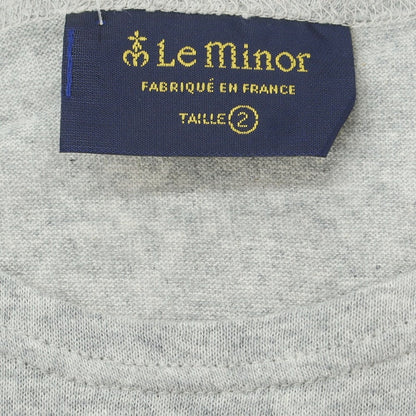 Le Minor
FABRIQUÉ EN FRANCE
TAILLE 2